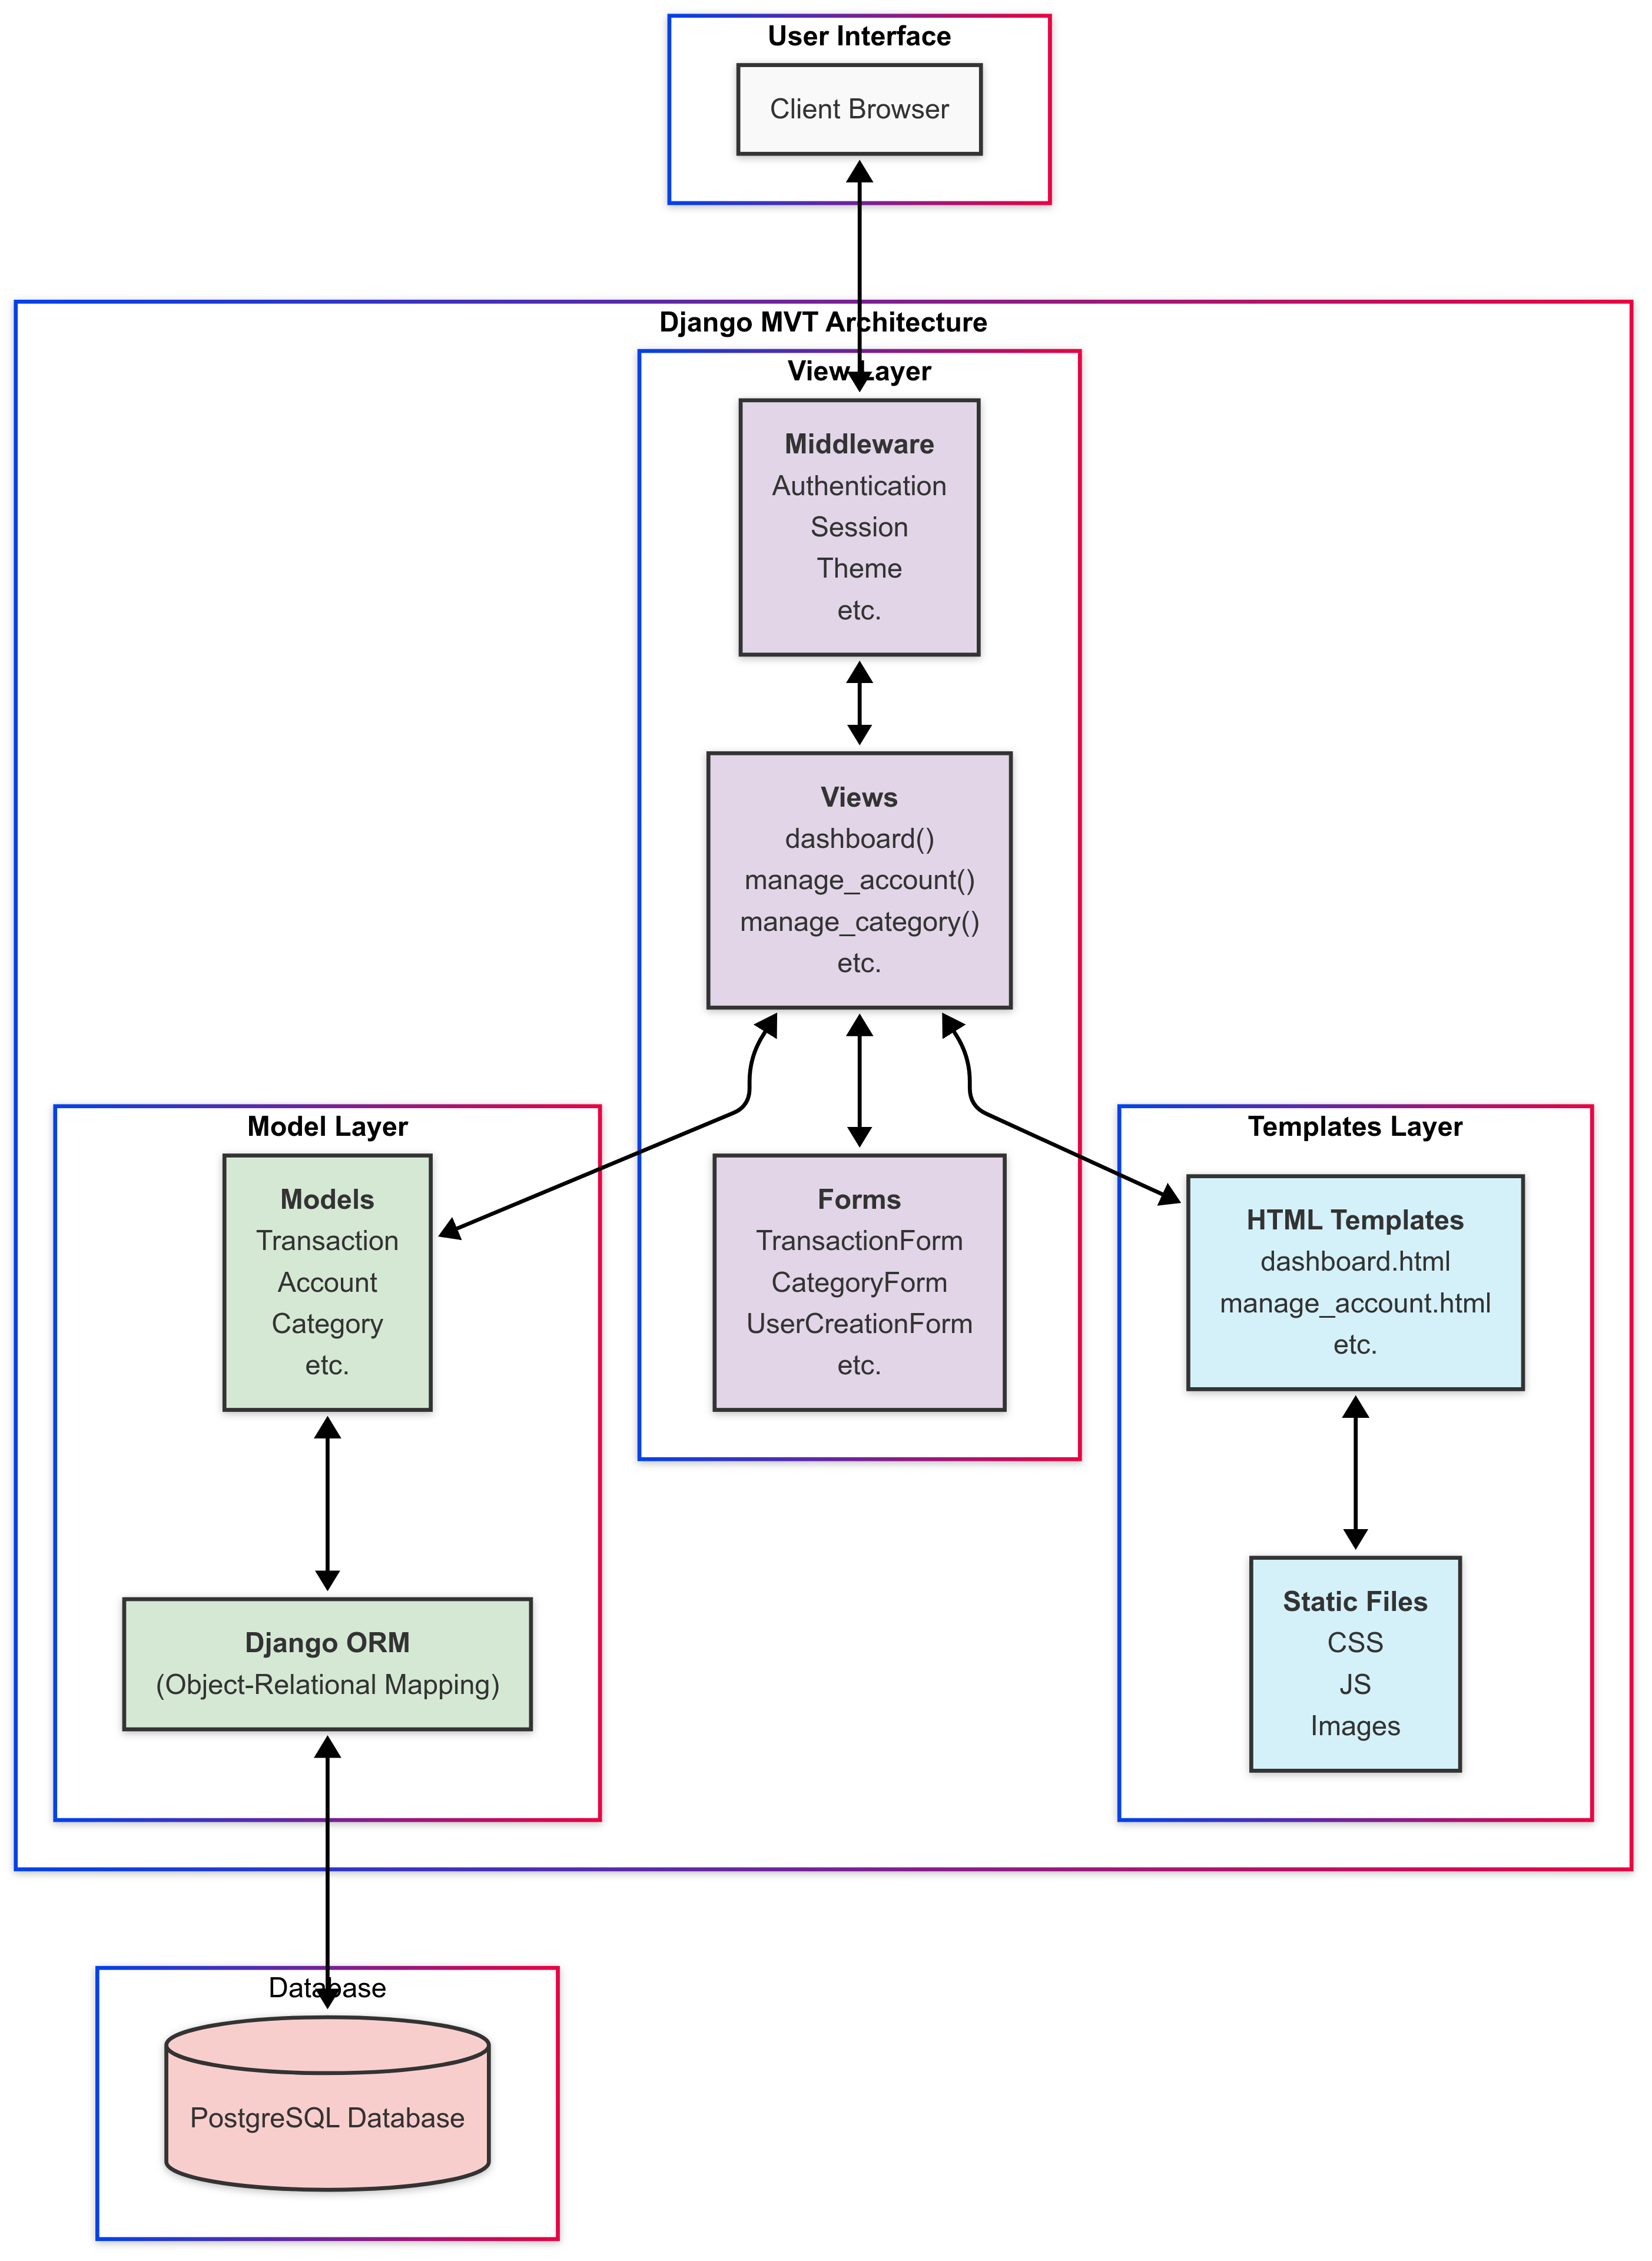 User Interface
Client Browser
Django MVT Architecture
View Layer
Middleware
Authentication
Session
Theme
etc.
Views
dashboard()
manage_account()
manage_category()
etc.
Model Layer
Models
Transaction
Account
Category
etc.
Django ORM
(Object-Relational Mapping)
Forms
TransactionForm
CategoryForm
UserCreationForm
etc.
Templates Layer
HTML Templates
dashboard.html
manage_account.html
etc.
Static Files
CSS
JS
Images
Database
PostgreSQL Database